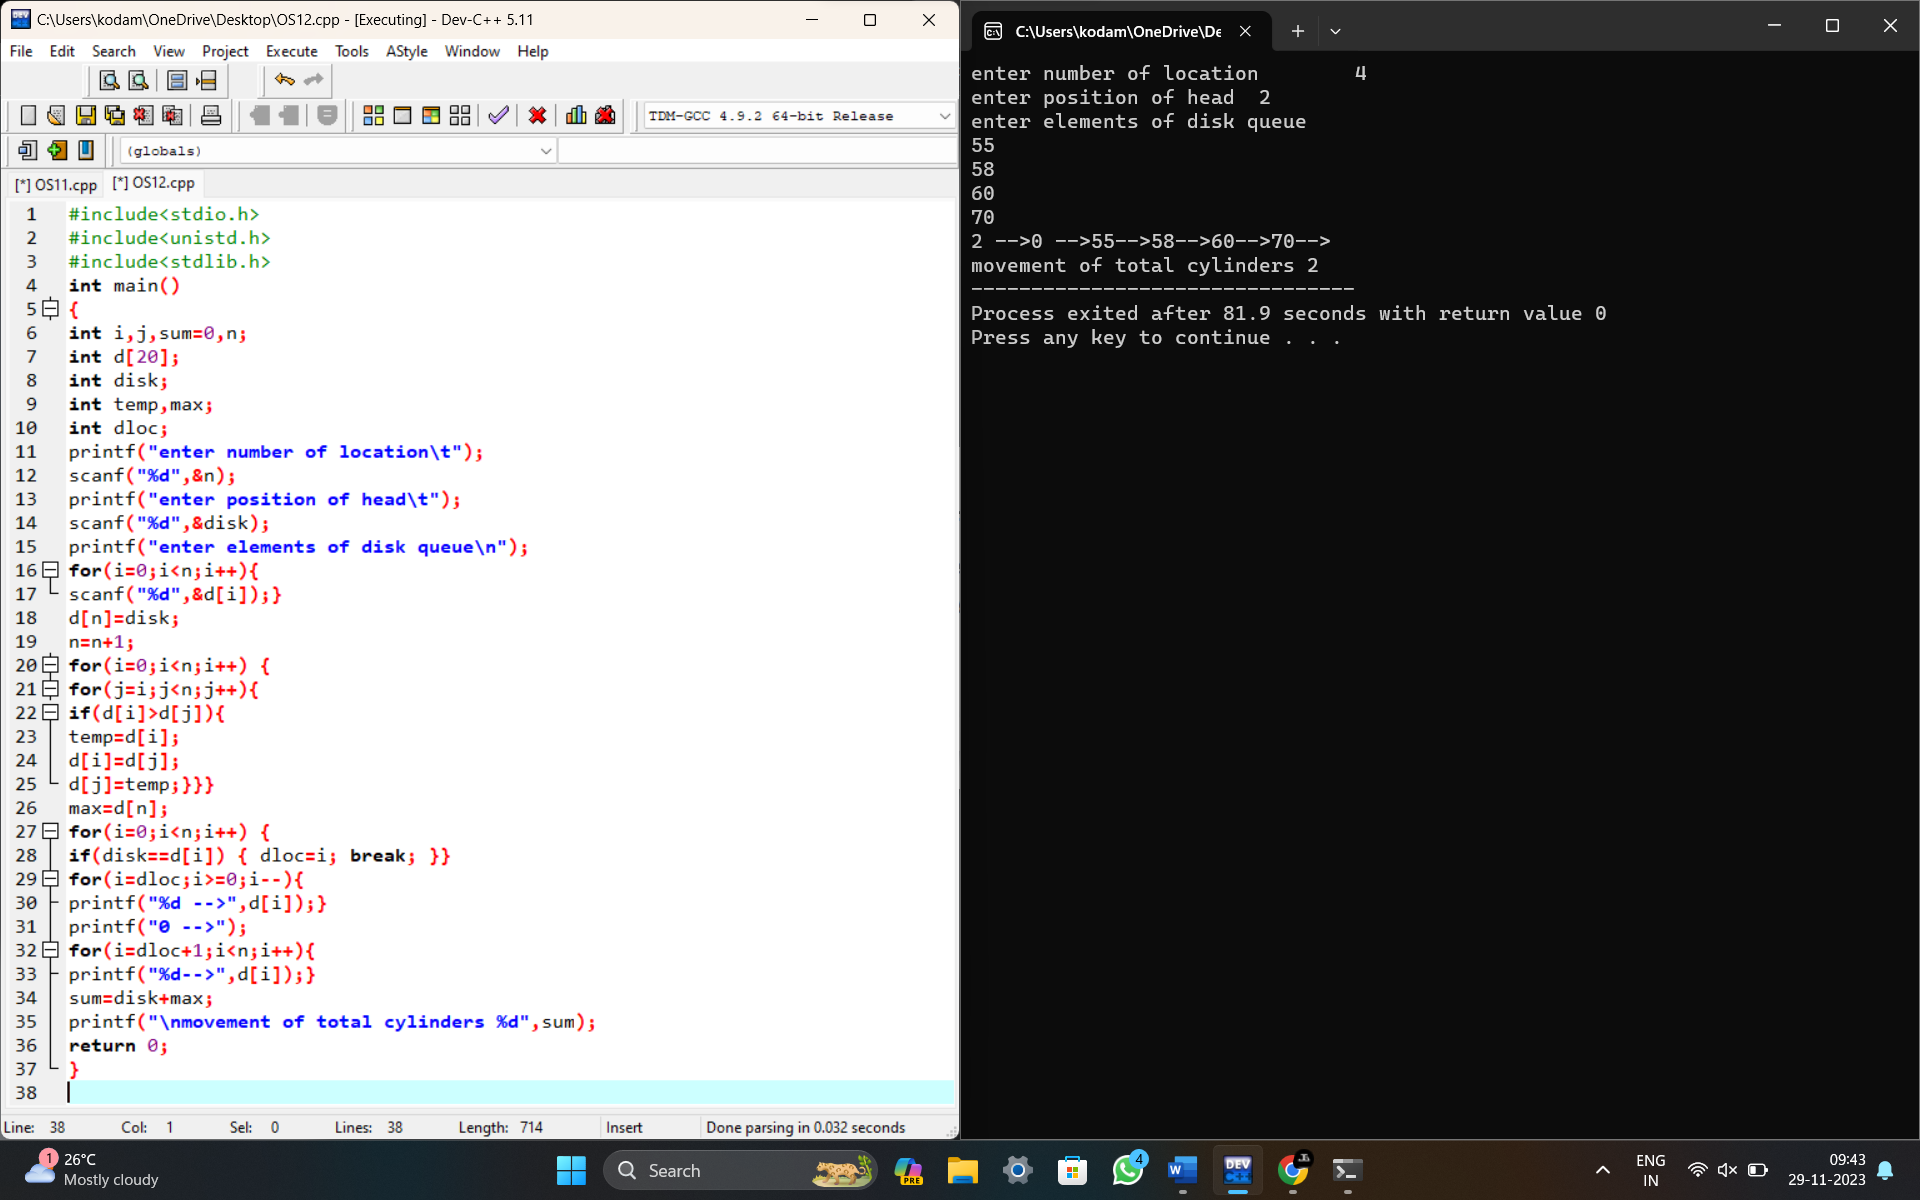 C:\Users\kodam\OneDrive\Desktop\OS12.cpp - [Executing] - Dev-C++ 5.11
File Edit Search View Project Execute Tools AStyle Window Help
TDM-GCC 4.9.2 64-bit Release
(globals)
[*] OS11.cpp [*] OS12.cpp
1 #include<stdio.h>
2 #include<unistd.h>
3 #include<stdlib.h>
4 int main()
5 {
6 int i,j,sum=0,n;
7 int d[20];
8 int disk;
9 int temp,max;
10 int dloc;
11 printf("enter number of location\t");
12 scanf("%d",&n);
13 printf("enter position of head\t");
14 scanf("%d",&disk);
15 printf("enter elements of disk queue\n");
16 for(i=0;i<n;i++){
17 scanf("%d",&d[i]);}
18 d[n]=disk;
19 n=n+1;
20 for(i=0;i<n;i++) {
21 for(j=i;j<n;j++){
22 if(d[i]>d[j]){
23 temp=d[i];
24 d[i]=d[j];
25 d[j]=temp;}}}
26 max=d[n];
27 for(i=0;i<n;i++) {
28 if(disk==d[i]) { dloc=i; break; }}
29 for(i=dloc;i>=0;i--){
30 printf("%d -->",d[i]);}
31 printf("0 -->");
32 for(i=dloc+1;i<n;i++){
33 printf("%d-->",d[i]);}
34 sum=disk+max;
35 printf("\nmovement of total cylinders %d",sum);
36 return 0;
37 }
38
Line: 38 Col: 1 Sel: 0 Lines: 38 Length: 714 Insert Done parsing in 0.032 seconds
C:\Users\kodam\OneDrive\De
enter number of location 4
enter position of head 2
enter elements of disk queue
55
58
60
70
2 -->0 -->55-->58-->60-->70-->
movement of total cylinders 2
--------------------------------
Process exited after 81.9 seconds with return value 0
Press any key to continue . . .
1
26°C
Mostly cloudy
Search
PRE
4
W
DEV
C++
ENG
IN
09:43
29-11-2023